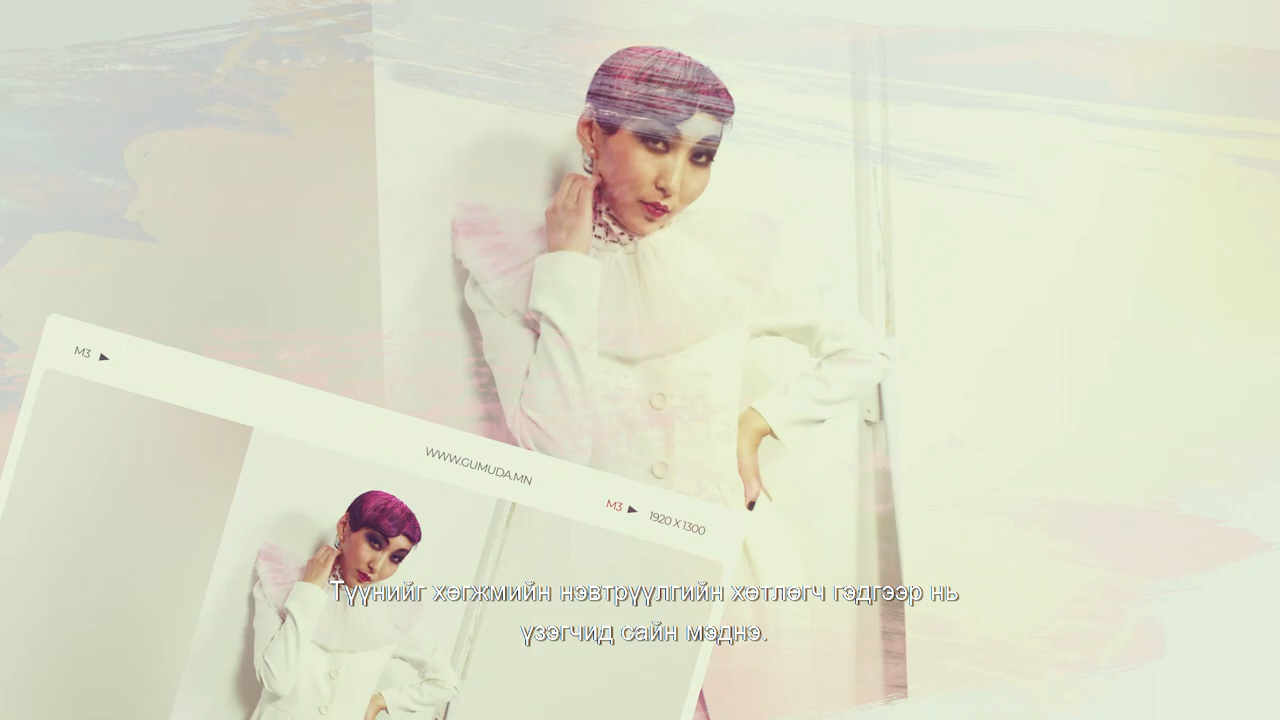 M3
WWW.GUMUDA.MN
M3 1920 X 1300
Түүнийг хөгжмийн нэвтрүүлгийн хөтлөгч гэдгээр нь
үзэгчид сайн мэднэ.